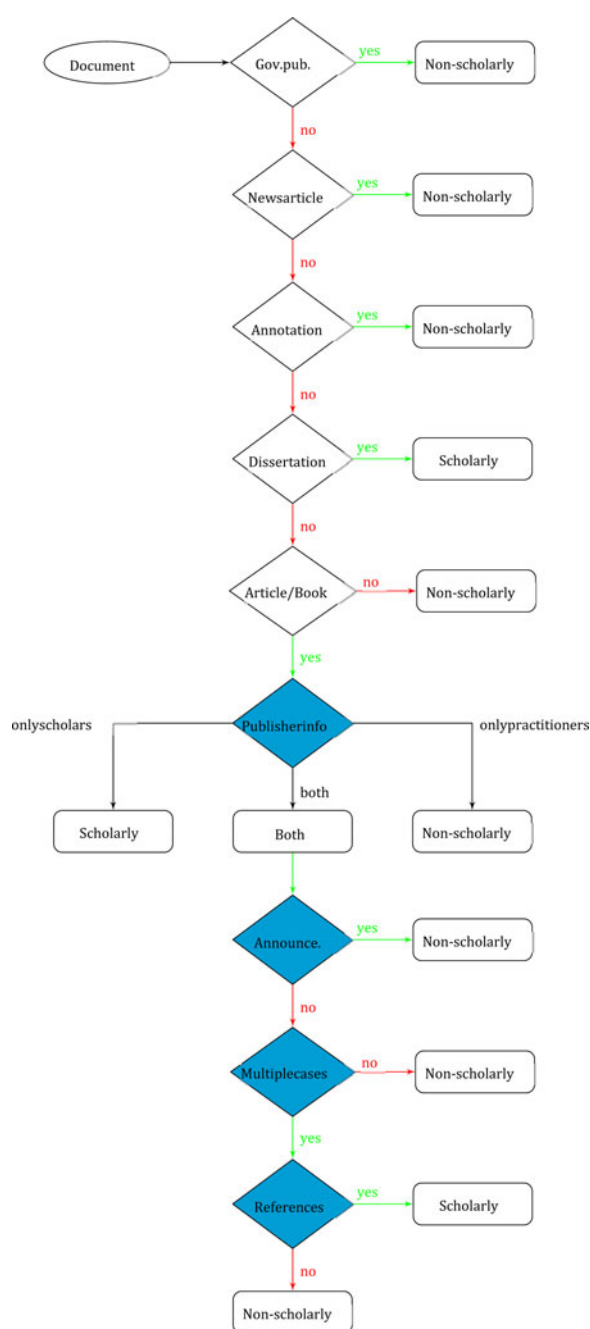 Document
Gov.pub.
yes
Non-scholarly
no
Newsarticle
yes
Non-scholarly
no
Annotation
yes
Non-scholarly
no
Dissertation
yes
Scholarly
no
Article/Book
no
Non-scholarly
yes
onlyscholars
Publisherinfo
onlypractitioners
both
Scholarly
Both
Non-scholarly
Announce.
yes
Non-scholarly
no
Multiplecases
no
Non-scholarly
yes
References
yes
Scholarly
no
Non-scholarly